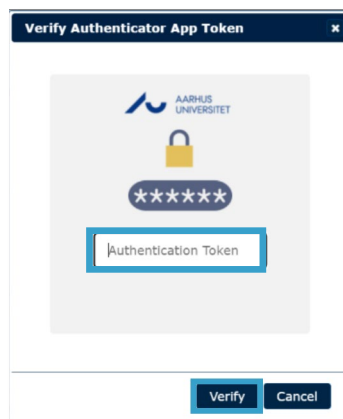 Verify Authenticator App Token x
AARHUS
UNIVERSITET
******
Authentication Token
Verify Cancel